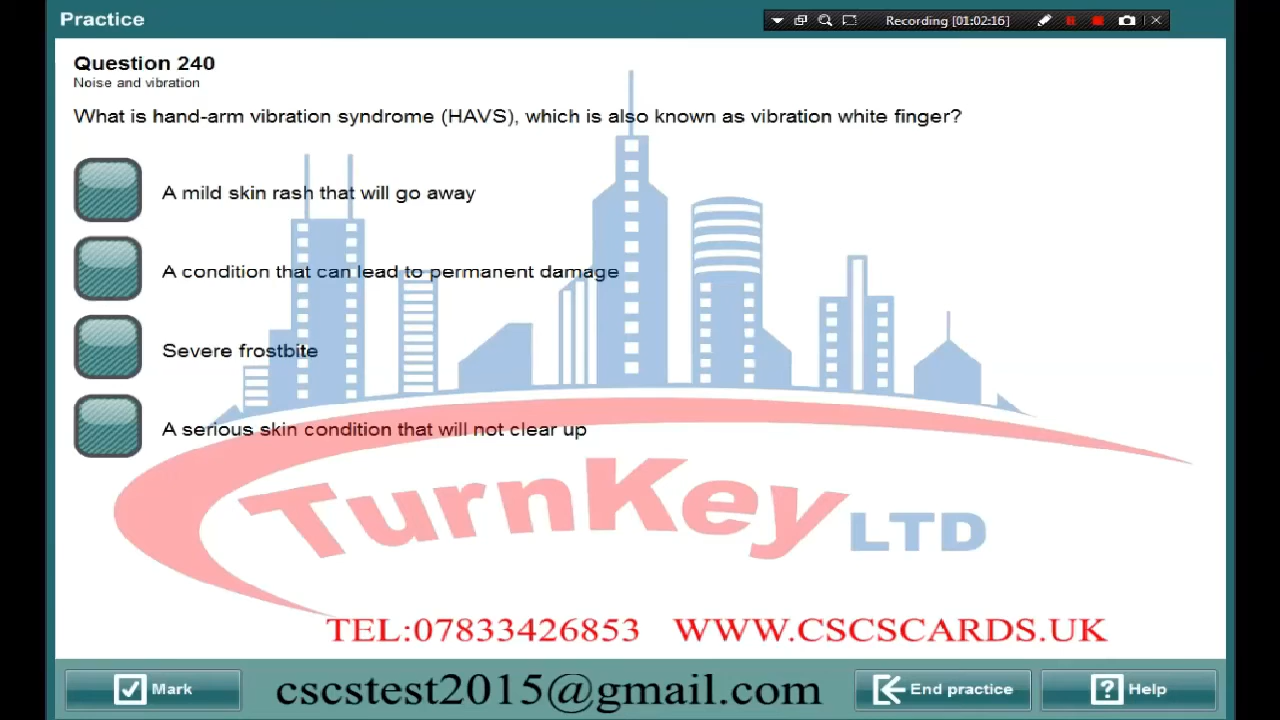 Practice
Recording [01:02:16]
Question 240
Noise and vibration
What is hand-arm vibration syndrome (HAVS), which is also known as vibration white finger?
A mild skin rash that will go away
A condition that can lead to permanent damage
Severe frostbite
A serious skin condition that will not clear up
TurnKey LTD
TEL:07833426853 WWW.CSCSCARDS.UK
Mark
cscstest2015@gmail.com
End practice
? Help